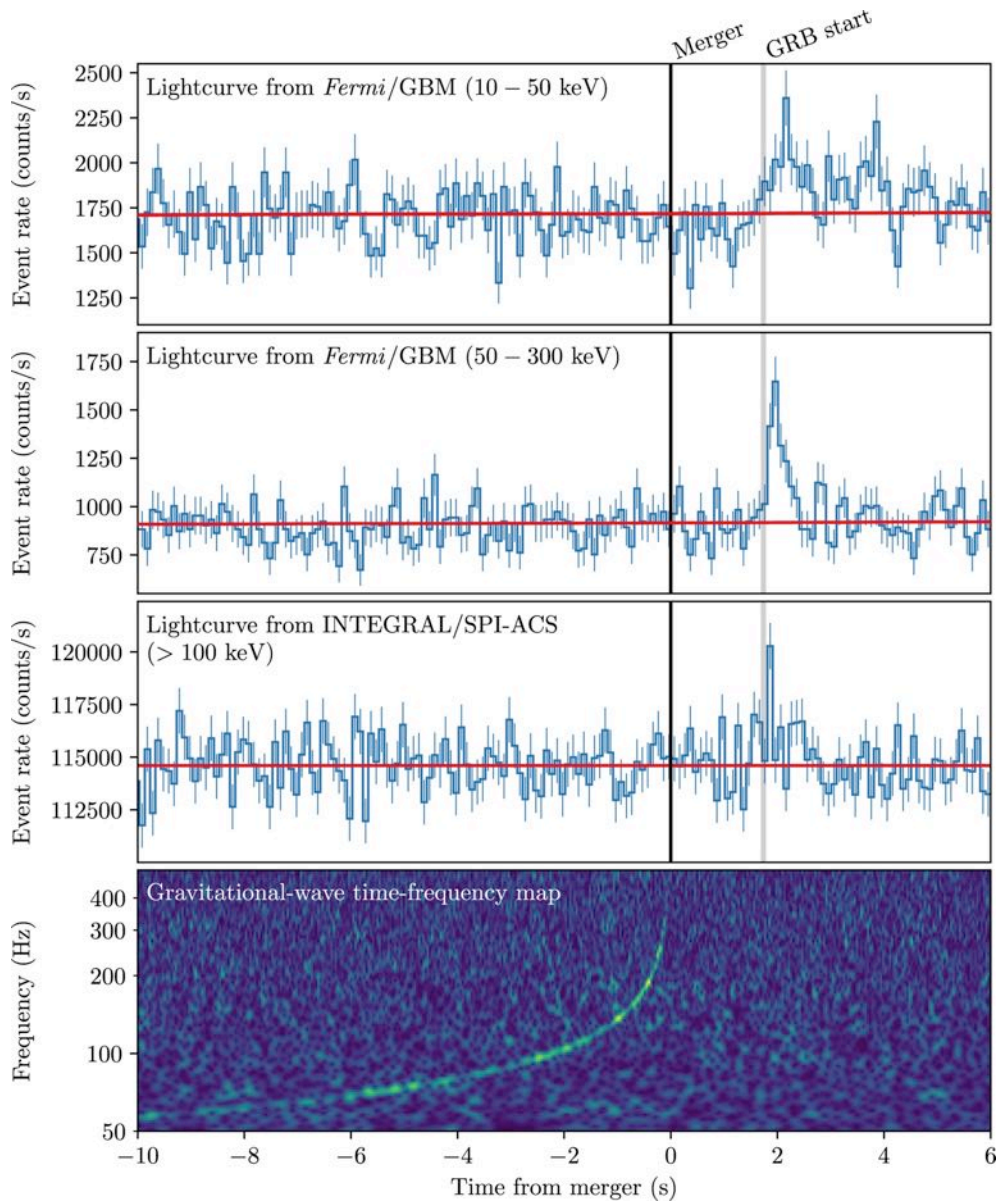 Merger
GRB start
Lightcurve from Fermi/GBM (10 − 50 keV)
Event rate (counts/s)
2500
2250
2000
1750
1500
1250
Lightcurve from Fermi/GBM (50 − 300 keV)
Event rate (counts/s)
1750
1500
1250
1000
750
Lightcurve from INTEGRAL/SPI-ACS
(> 100 keV)
Event rate (counts/s)
120000
117500
115000
112500
Gravitational-wave time-frequency map
Frequency (Hz)
400
300
200
100
50
−10 −8 −6 −4 −2 0 2 4 6
Time from merger (s)